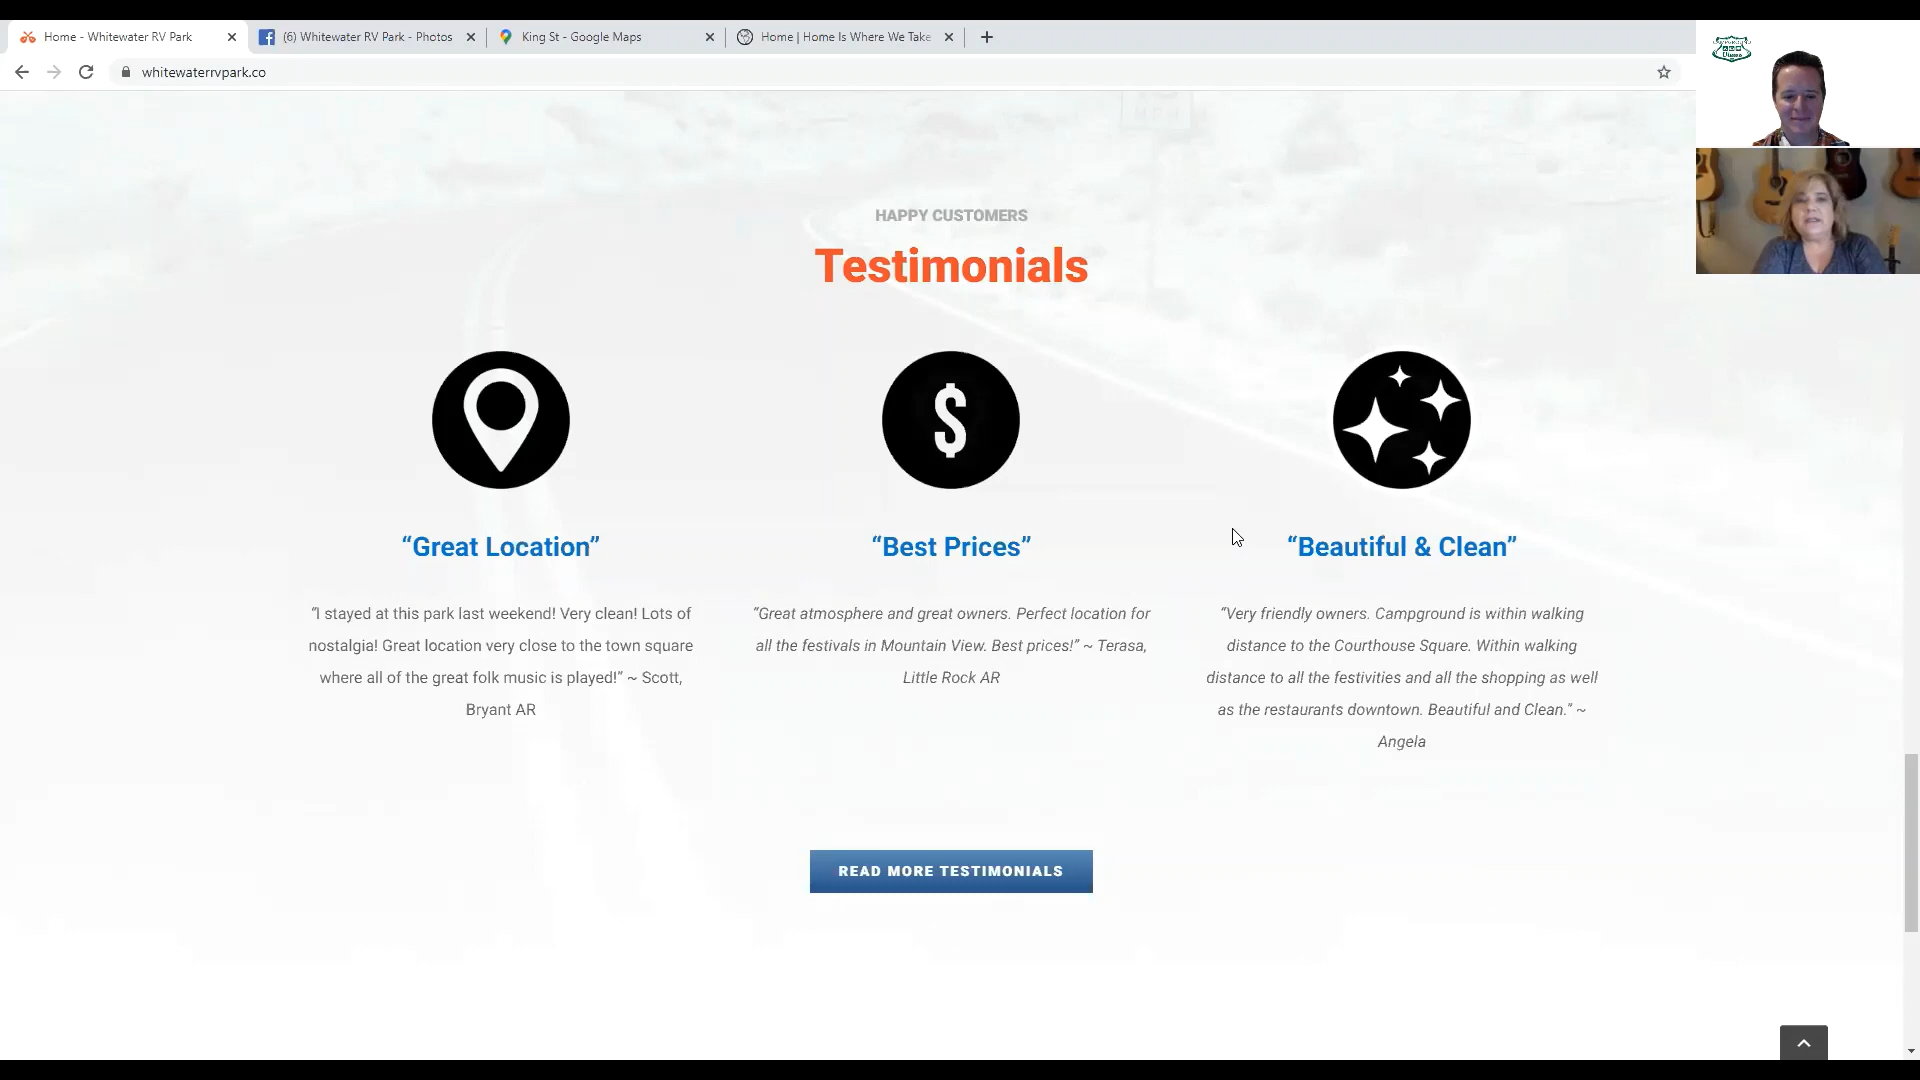 Home - Whitewater RV Park
(6) Whitewater RV Park - Photos
King St - Google Maps
Home | Home Is Where We Take
whitewaterrvpark.co
HAPPY CUSTOMERS
Testimonials
$
“Great Location”
“I stayed at this park last weekend! Very clean! Lots of
nostalgia! Great location very close to the town square
where all of the great folk music is played!” ~ Scott,
Bryant AR
“Best Prices”
“Great atmosphere and great owners. Perfect location for
all the festivals in Mountain View. Best prices!” ~ Terasa,
Little Rock AR
“Beautiful & Clean”
“Very friendly owners. Campground is within walking
distance to the Courthouse Square. Within walking
distance to all the festivities and all the shopping as well
as the restaurants downtown. Beautiful and Clean.” ~
Angela
READ MORE TESTIMONIALS